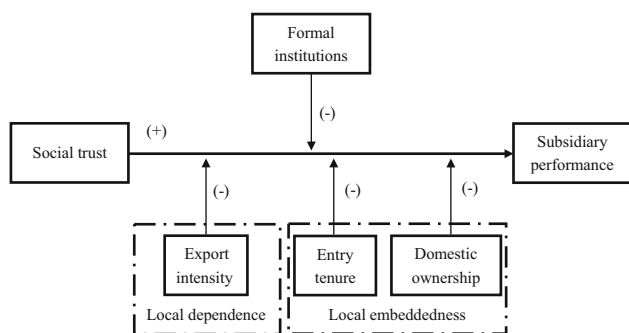 Formal
institutions
(-)
(+)
Social trust
Subsidiary
performance
(-)
(-)
(-)
Export
intensity
Entry
tenure
Domestic
ownership
Local dependence
Local embeddedness